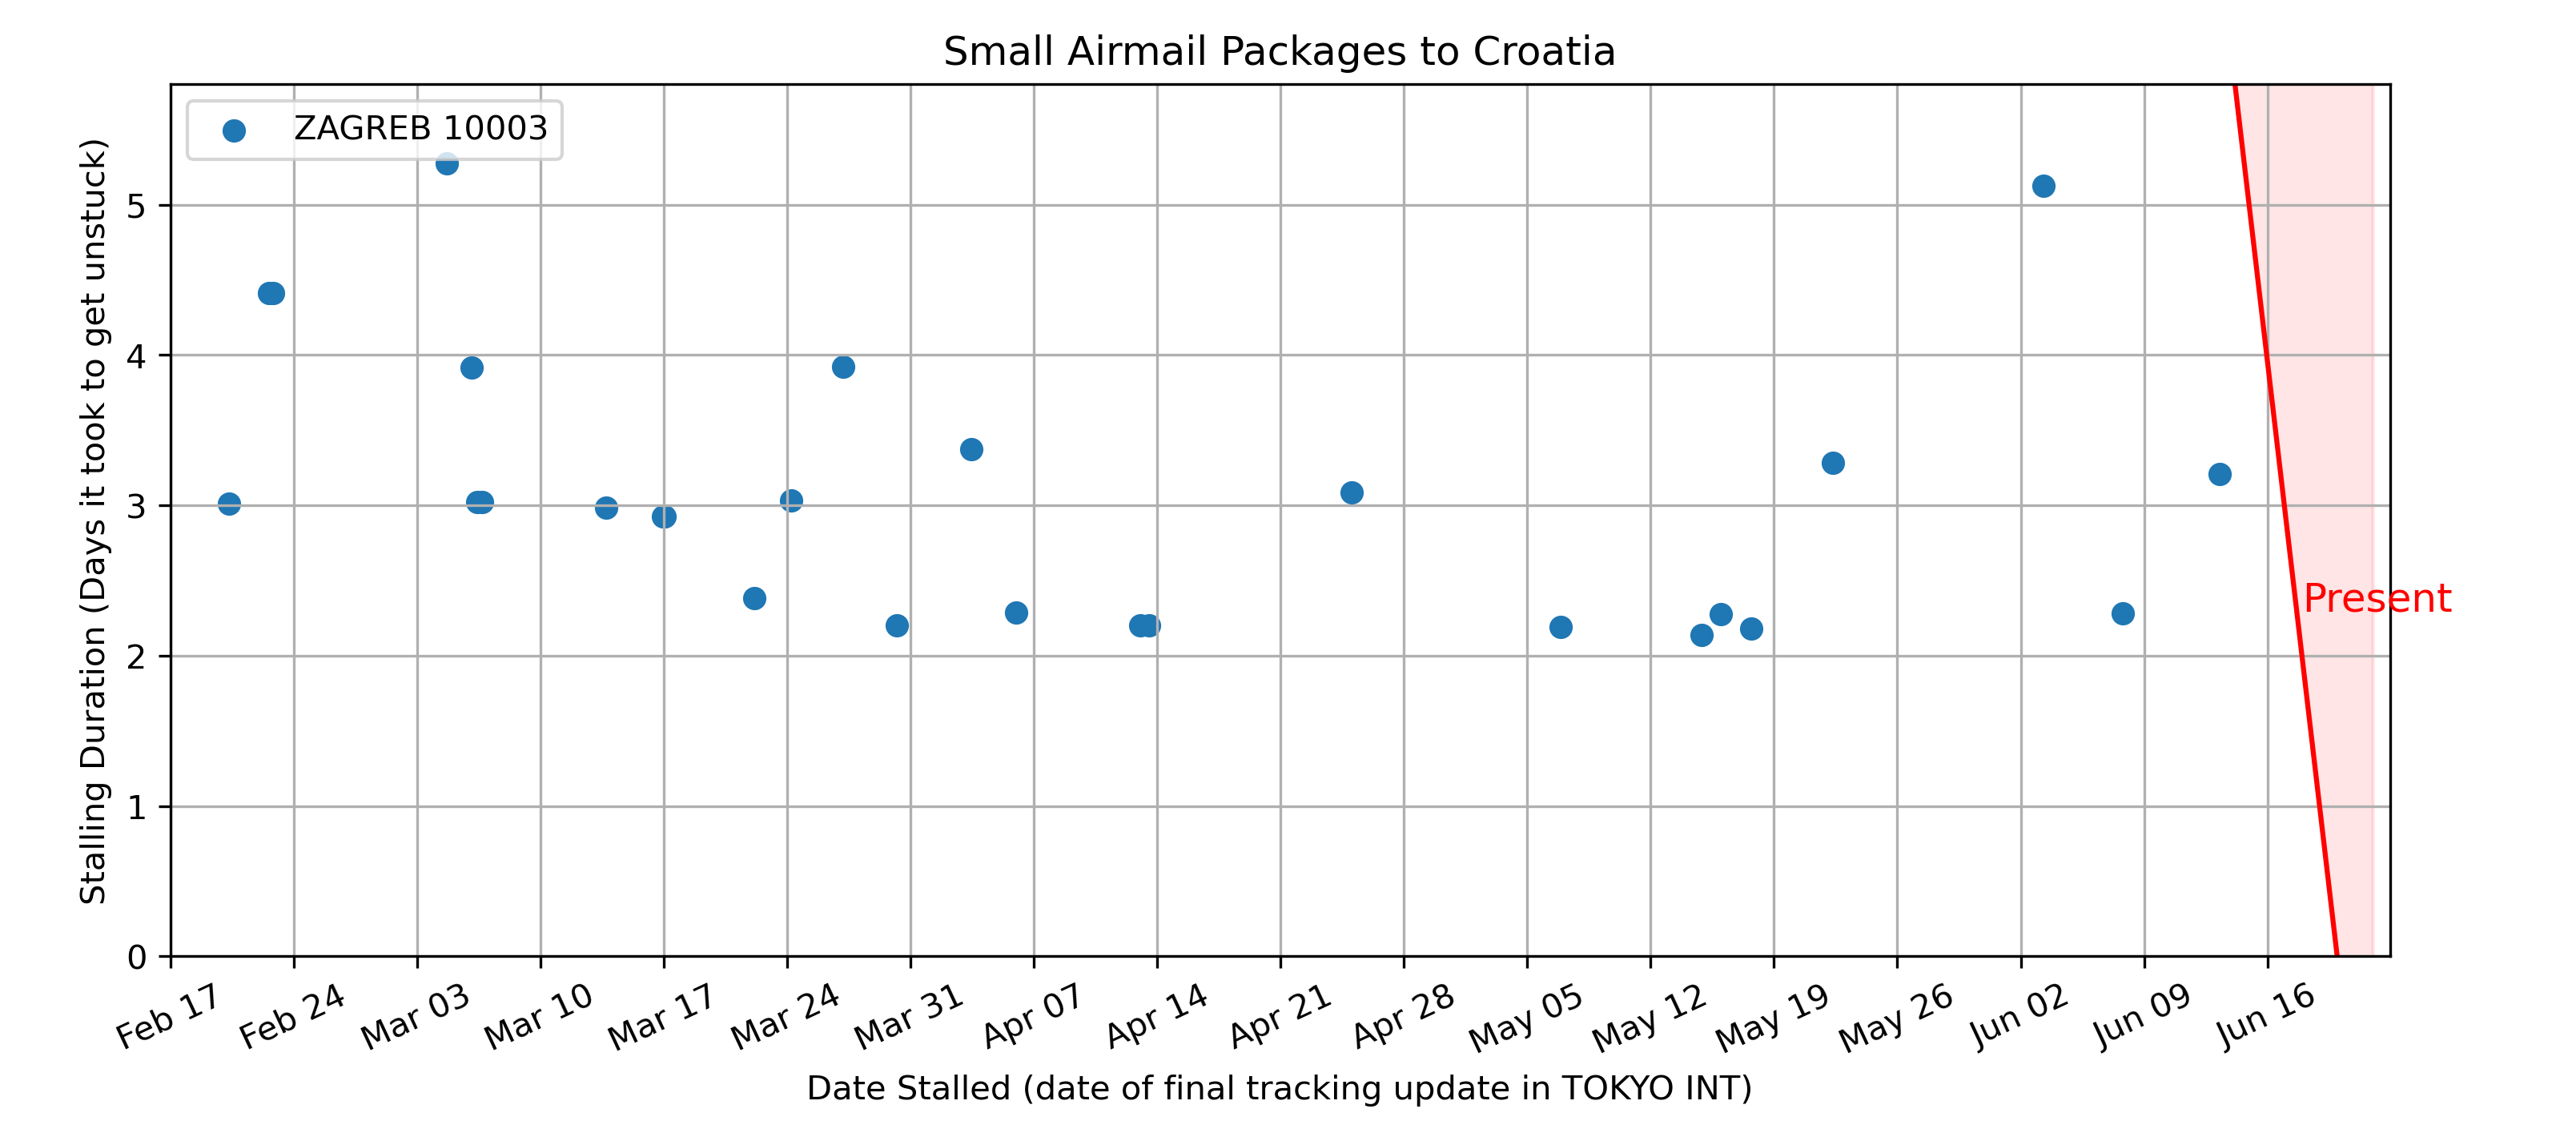 Small Airmail Packages to Croatia
ZAGREB 10003
Stalling Duration (Days it took to get unstuck)
5
4
3
2
1
0
Present
Feb 17
Feb 24
Mar 03
Mar 10
Mar 17
Mar 24
Mar 31
Apr 07
Apr 14
Apr 21
Apr 28
May 05
May 12
May 19
May 26
Jun 02
Jun 09
Jun 16
Date Stalled (date of final tracking update in TOKYO INT)